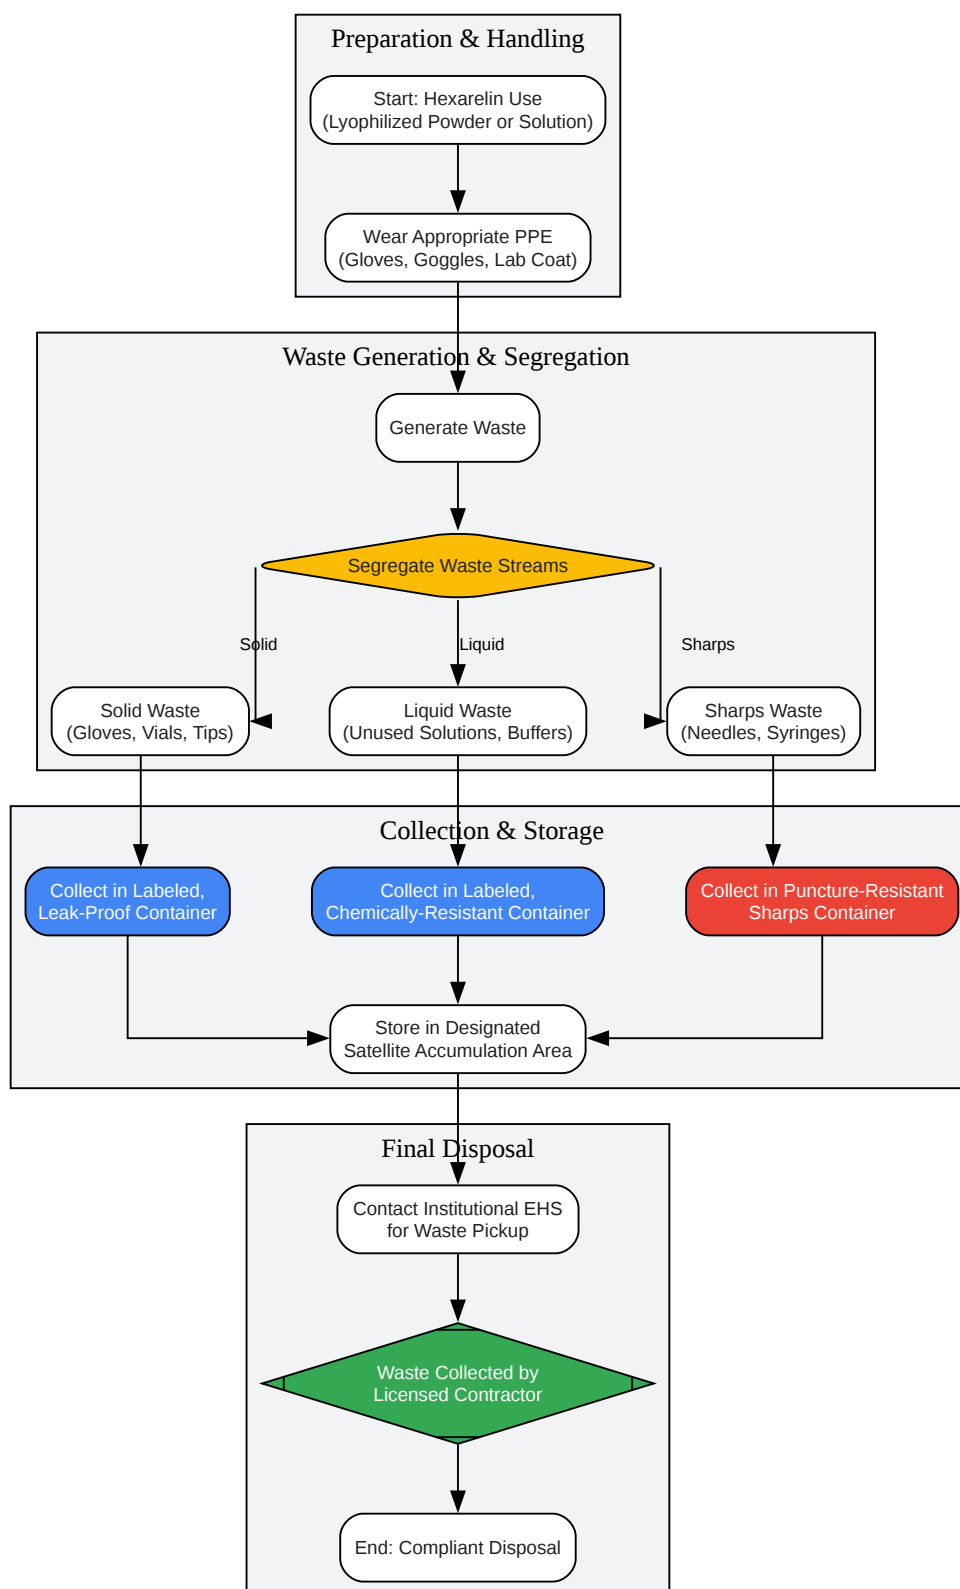 Preparation & Handling
Start: Hexarelin Use
(Lyophilized Powder or Solution)
Wear Appropriate PPE
(Gloves, Goggles, Lab Coat)
Waste Generation & Segregation
Generate Waste
Segregate Waste Streams
Solid
Liquid
Sharps
Solid Waste
(Gloves, Vials, Tips)
Liquid Waste
(Unused Solutions, Buffers)
Sharps Waste
(Needles, Syringes)
Collection & Storage
Collect in Labeled,
Leak-Proof Container
Collect in Labeled,
Chemically-Resistant Container
Collect in Puncture-Resistant
Sharps Container
Store in Designated
Satellite Accumulation Area
Final Disposal
Contact Institutional EHS
for Waste Pickup
Waste Collected by
Licensed Contractor
End: Compliant Disposal